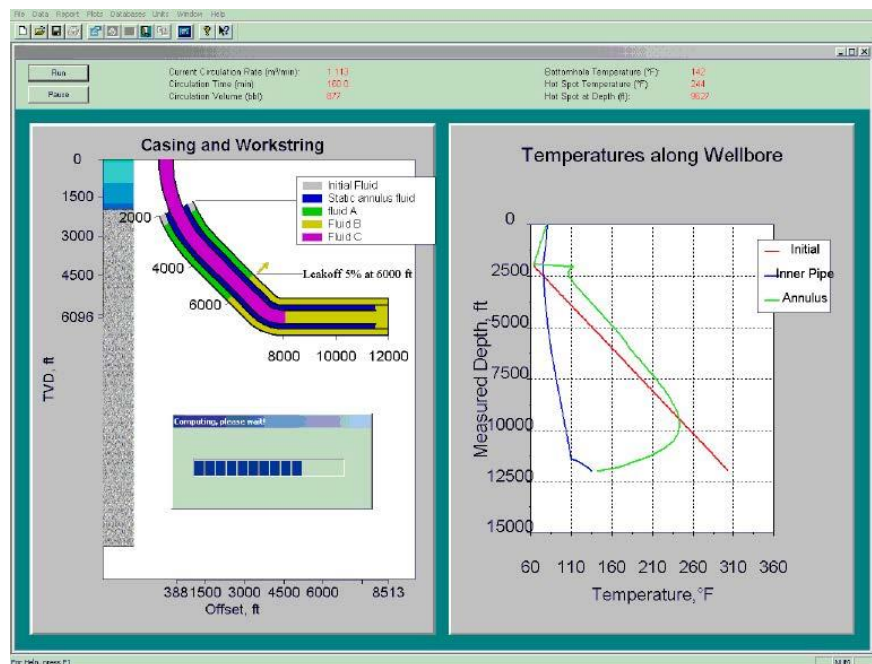 File Data Report Plots Databases Units Window Help
Run
Pause
Current Circulation Rate (m³/min): 1.113
Circulation Time (min) 160.0
Circulation Volume (bbl) 877
Bottomhole Temperature (°F): 142
Hot Spot Temperature (°F) 244
Hot Spot at Depth (ft): 9627
Casing and Workstring
0
1500
3000
4500
6096
TVD, ft
2000
4000
6000
8000 10000 12000
Initial Fluid
Static annulus fluid
fluid A
Fluid B
Fluid C
Leakoff 5% at 6000 ft
Computing, please wait!
388 1500 3000 4500 6000 8513
Offset, ft
Temperatures along Wellbore
0
2500
5000
7500
10000
12500
15000
Measured Depth, ft
Initial
Inner Pipe
Annulus
60 110 160 210 260 310 360
Temperature,°F
For Help, press F1
NUM